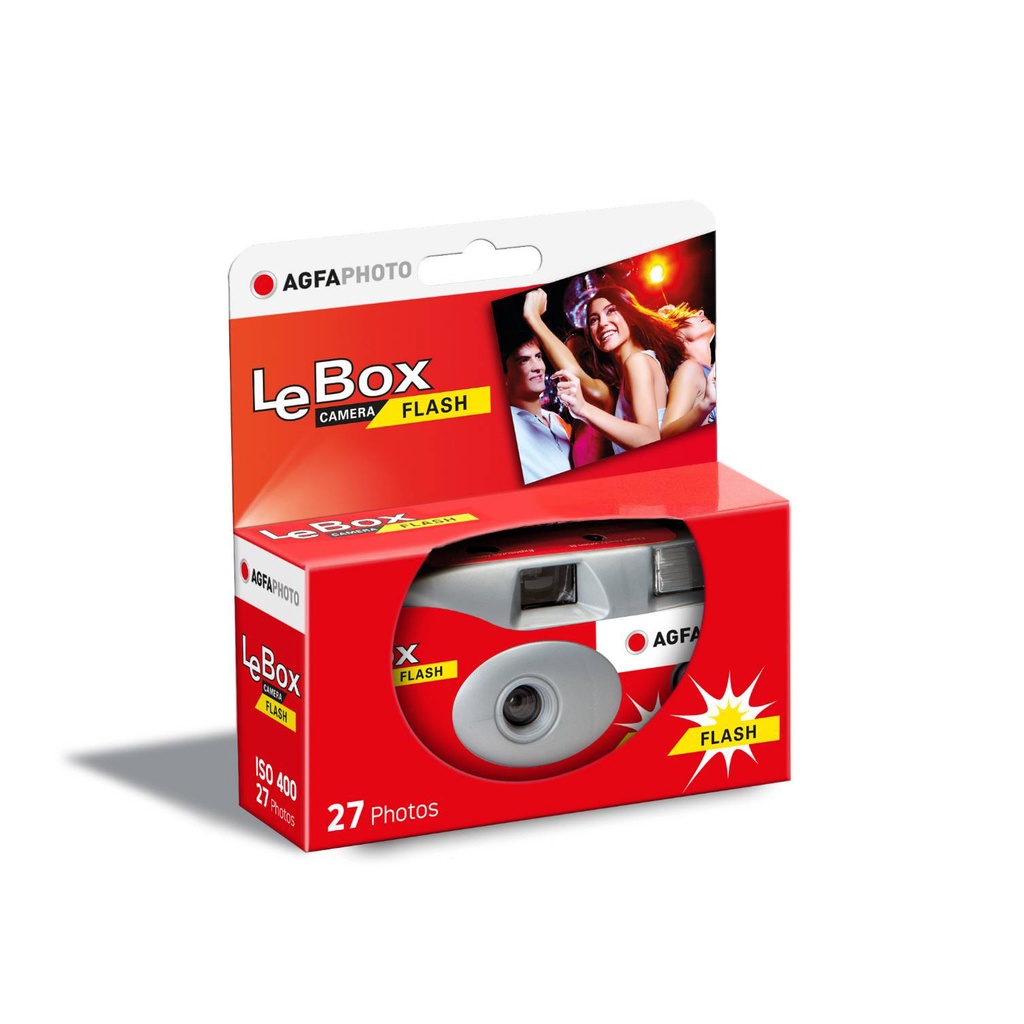 AGFAPHOTO
LeBox
CAMERA FLASH
LeBox
CAMERA FLASH
AGFAPHOTO
LeBox
CAMERA
FLASH
ISO 400
27 Photos
X
FLASH
AGFA
FLASH
27 Photos